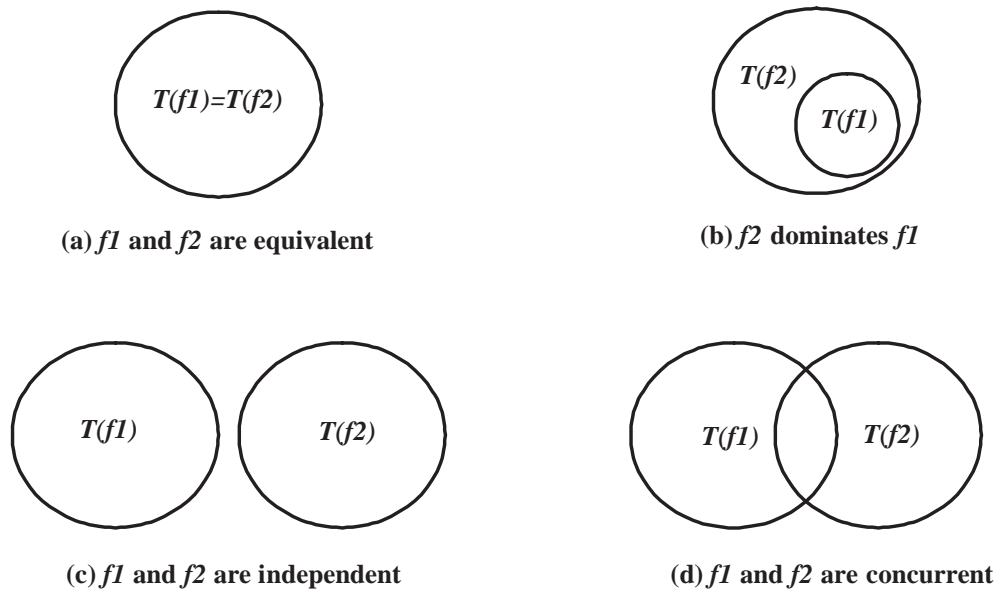 T(f1)=T(f2)
(a) f1 and f2 are equivalent
T(f2)
T(f1)
(b) f2 dominates f1
T(f1)
T(f2)
(c) f1 and f2 are independent
T(f1)
T(f2)
(d) f1 and f2 are concurrent